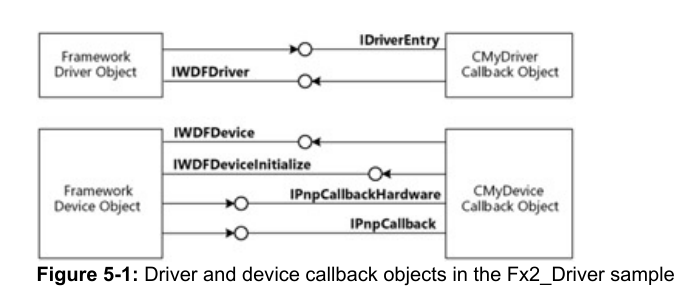 IDriverEntry
Framework
Driver Object
IWDFDriver
CMyDriver
Callback Object
IWDFDevice
IWDFDeviceInitialize
Framework
Device Object
IPnpCallbackHardware
IPnpCallback
CMyDevice
Callback Object
Figure 5-1: Driver and device callback objects in the Fx2_Driver sample